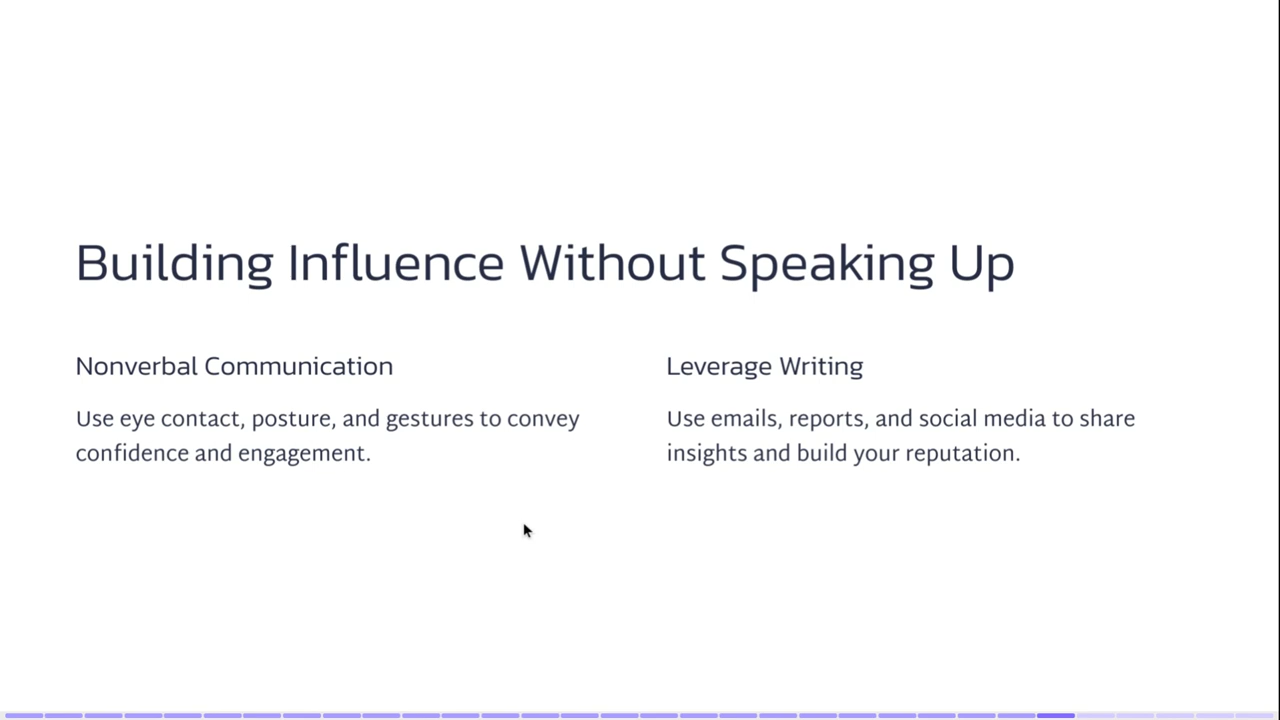 Building Influence Without Speaking Up
Nonverbal Communication
Use eye contact, posture, and gestures to convey
confidence and engagement.
Leverage Writing
Use emails, reports, and social media to share
insights and build your reputation.